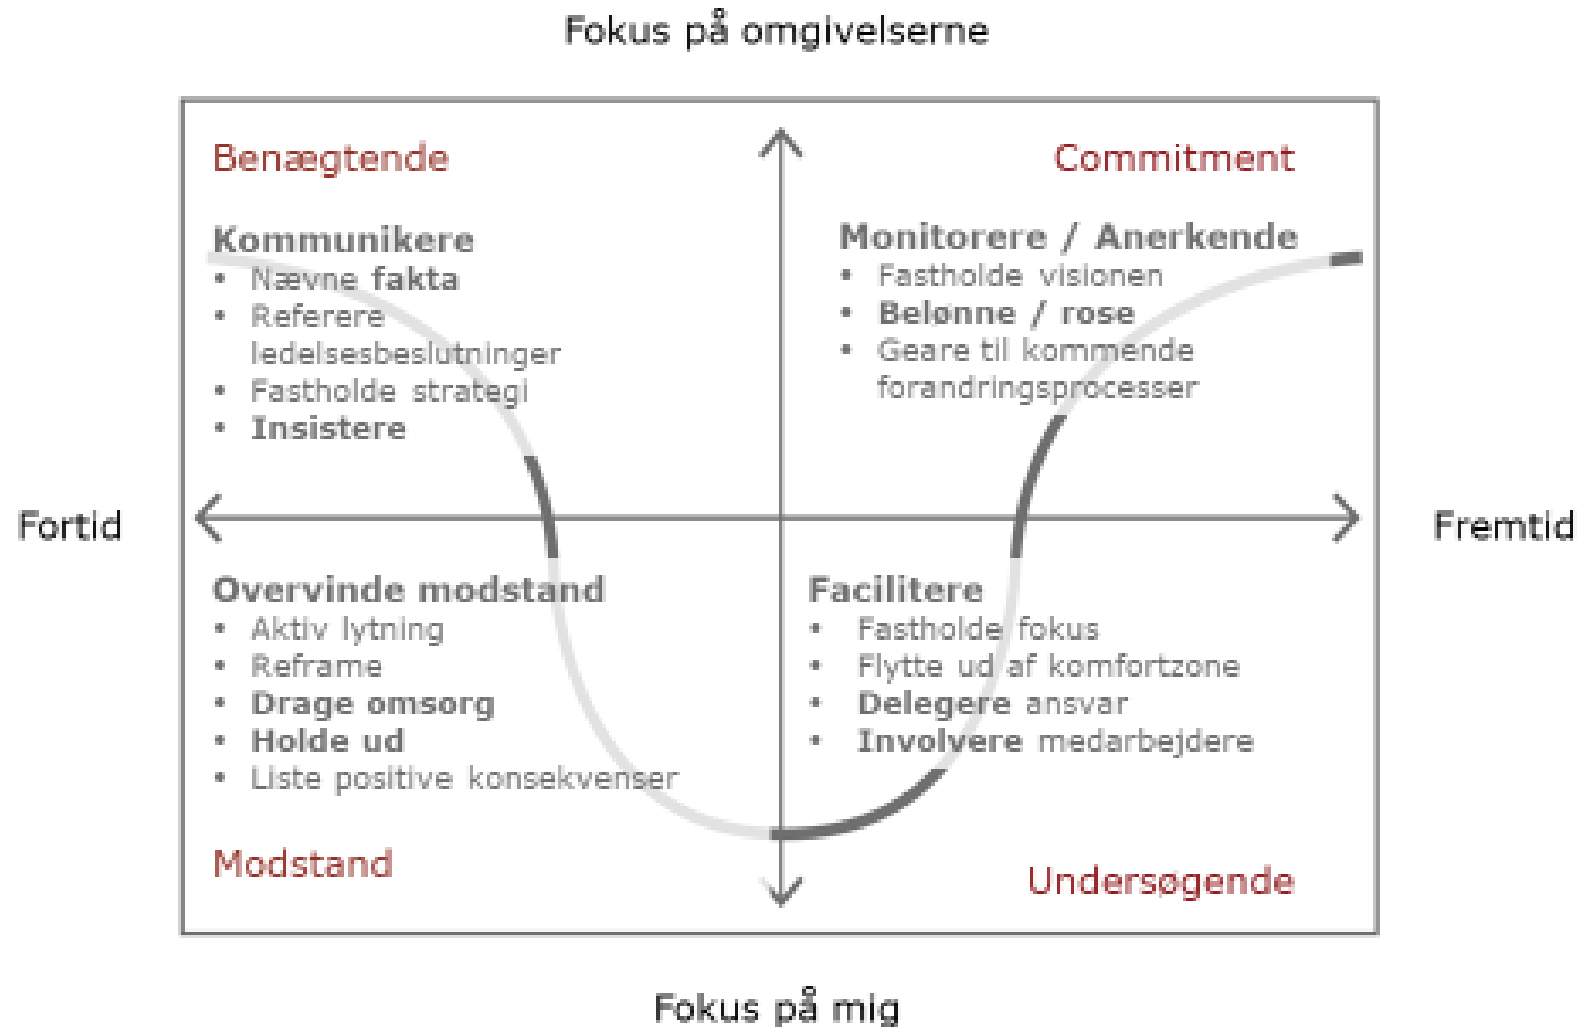 Fokus på omgivelserne
Benægtende
Commitment
Kommunikere
• Nævne fakta
• Referere
ledelsesbeslutninger
• Fastholde strategi
• Insistere
Monitorere / Anerkende
• Fastholde visionen
• Belønne / rose
• Geare til kommende
forandringsprocesser
Fortid
Fremtid
Overvinde modstand
• Aktiv lytning
• Reframe
• Drage omsorg
• Holde ud
• Liste positive konsekvenser
Facilitere
• Fastholde fokus
• Flytte ud af komfortzone
• Delegere ansvar
• Involvere medarbejdere
Modstand
Undersøgende
Fokus på mig